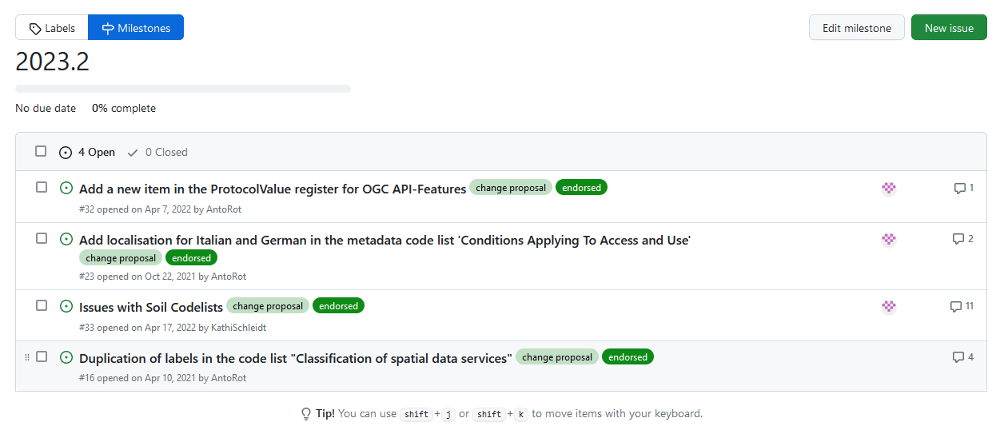 Labels Milestones Edit milestone New issue
2023.2
No due date 0% complete
4 Open 0 Closed
Add a new item in the ProtocolValue register for OGC API-Features change proposal endorsed 1
#32 opened on Apr 7, 2022 by AntoRot
Add localisation for Italian and German in the metadata code list 'Conditions Applying To Access and Use' 2
change proposal endorsed
#23 opened on Oct 22, 2021 by AntoRot
Issues with Soil Codelists change proposal endorsed 11
#33 opened on Apr 17, 2022 by KathiSchleidt
Duplication of labels in the code list "Classification of spatial data services" change proposal endorsed 4
#16 opened on Apr 10, 2021 by AntoRot
Tip! You can use shift + j or shift + k to move items with your keyboard.